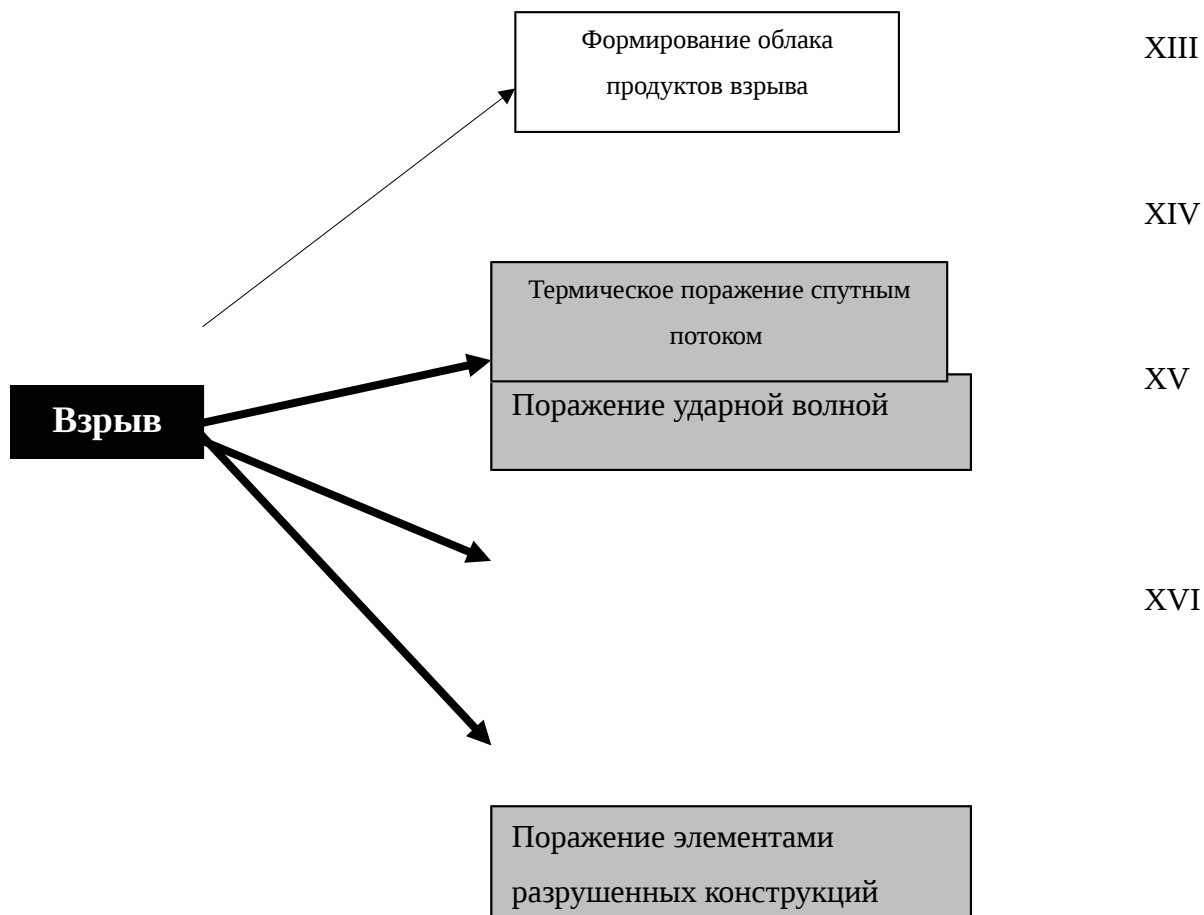 Формирование облака
продуктов взрыва
XIII
XIV
Термическое поражение спутным
потоком
XV
Взрыв
Поражение ударной волной
XVI
Поражение элементами
разрушенных конструкций